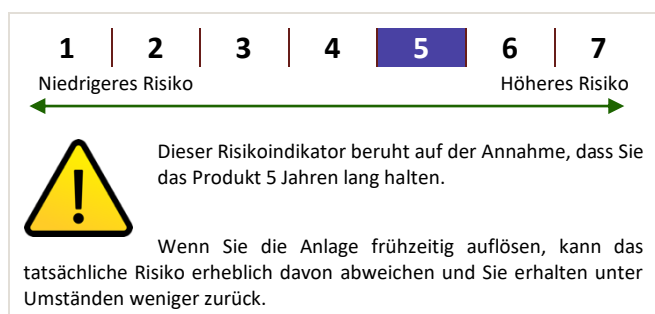 1 2 3 4 5 6 7
Niedrigeres Risiko Höheres Risiko
Dieser Risikoindikator beruht auf der Annahme, dass Sie
das Produkt 5 Jahren lang halten.
Wenn Sie die Anlage frühzeitig auflösen, kann das
tatsächliche Risiko erheblich davon abweichen und Sie erhalten unter
Umständen weniger zurück.